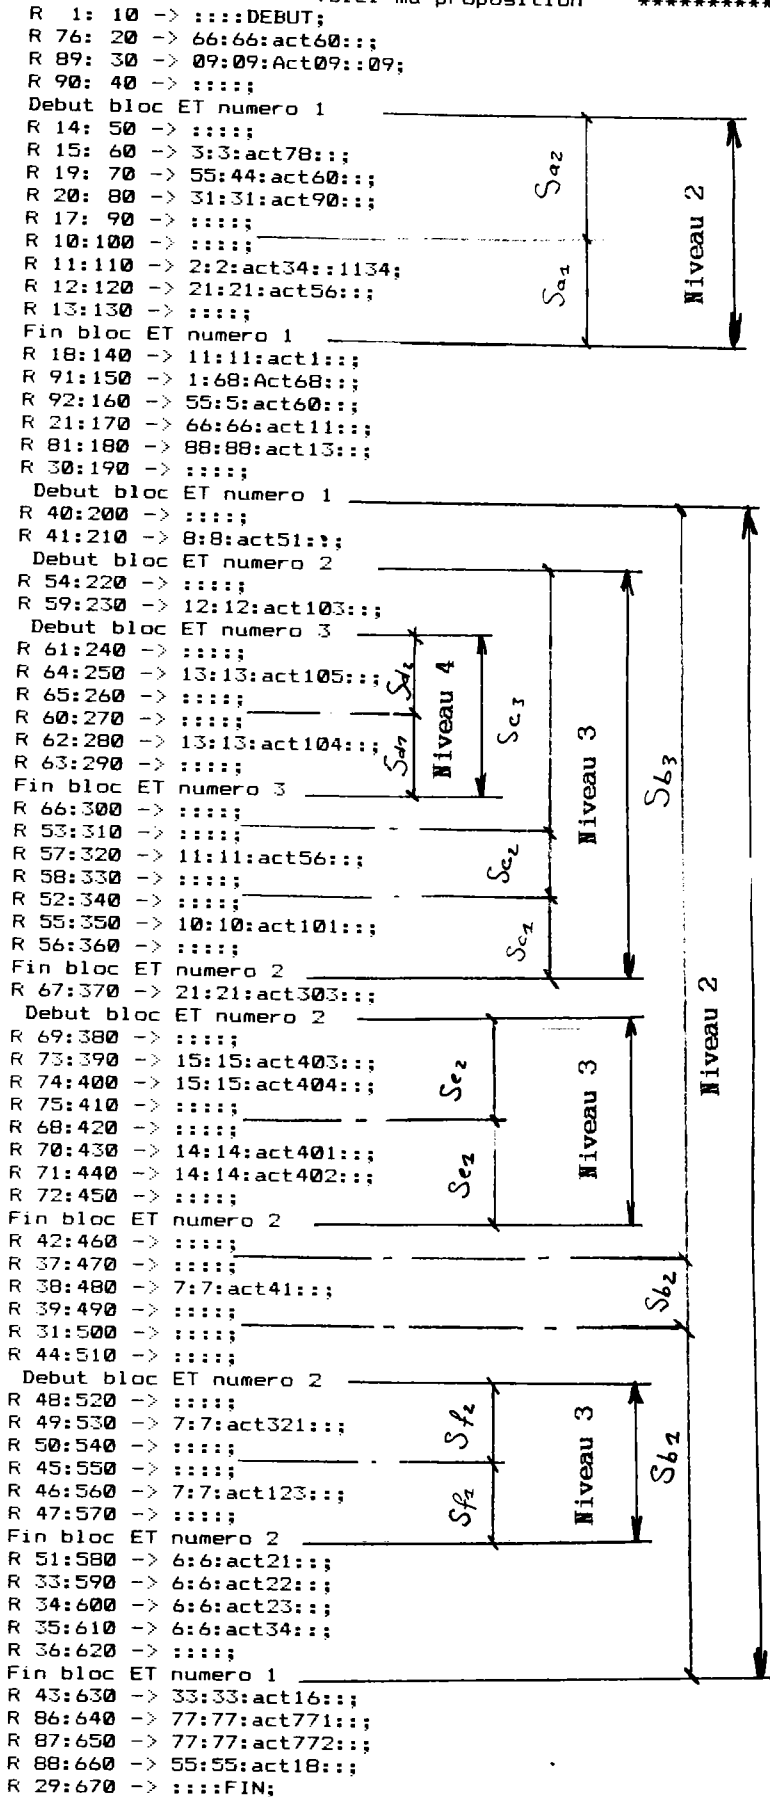 proposition **********
R 1: 10 -> ::::DEBUT;
R 76: 20 -> 66:66:act60::;
R 89: 30 -> 09:09:Act09::09;
R 90: 40 -> :::::;
Debut bloc ET numero 1
R 14: 50 -> :::::;
R 15: 60 -> 3:3:act78::;
R 19: 70 -> 55:44:act60::;
R 20: 80 -> 31:31:act90::;
R 17: 90 -> :::::;
R 10:100 -> :::::;
R 11:110 -> 2:2:act34::1134;
R 12:120 -> 21:21:act56::;
R 13:130 -> :::::;
Fin bloc ET numero 1
Sa2
Sa1
Niveau 2
R 18:140 -> 11:11:act1::;
R 91:150 -> 1:68:Act68::;
R 92:160 -> 55:5:act60::;
R 21:170 -> 66:66:act11::;
R 81:180 -> 88:88:act13::;
R 30:190 -> :::::;
Debut bloc ET numero 1
R 40:200 -> :::::;
R 41:210 -> 8:8:act51::;
Debut bloc ET numero 2
R 54:220 -> :::::;
R 59:230 -> 12:12:act103::;
Debut bloc ET numero 3
R 61:240 -> :::::;
R 64:250 -> 13:13:act105::;
R 65:260 -> :::::;
R 60:270 -> :::::;
R 62:280 -> 13:13:act104::;
R 63:290 -> :::::;
Fin bloc ET numero 3
Sd2
Sd1
Niveau 4
Sc3
R 66:300 -> :::::;
R 53:310 -> :::::;
R 57:320 -> 11:11:act56::;
R 58:330 -> :::::;
R 52:340 -> :::::;
R 55:350 -> 10:10:act101::;
R 56:360 -> :::::;
Fin bloc ET numero 2
Sc2
Sc1
Niveau 3
Sb3
R 67:370 -> 21:21:act303::;
Debut bloc ET numero 2
R 69:380 -> :::::;
R 73:390 -> 15:15:act403::;
R 74:400 -> 15:15:act404::;
R 75:410 -> :::::;
R 68:420 -> :::::;
R 70:430 -> 14:14:act401::;
R 71:440 -> 14:14:act402::;
R 72:450 -> :::::;
Fin bloc ET numero 2
Se2
Se1
Niveau 3
Niveau 2
R 42:460 -> :::::;
R 37:470 -> :::::;
R 38:480 -> 7:7:act41::;
R 39:490 -> :::::;
R 31:500 -> :::::;
Sb2
R 44:510 -> :::::;
Debut bloc ET numero 2
R 48:520 -> :::::;
R 49:530 -> 7:7:act321::;
R 50:540 -> :::::;
R 45:550 -> :::::;
R 46:560 -> 7:7:act123::;
R 47:570 -> :::::;
Fin bloc ET numero 2
Sf2
Sf1
Niveau 3
Sb1
R 51:580 -> 6:6:act21::;
R 33:590 -> 6:6:act22::;
R 34:600 -> 6:6:act23::;
R 35:610 -> 6:6:act34::;
R 36:620 -> :::::;
Fin bloc ET numero 1
R 43:630 -> 33:33:act16::;
R 86:640 -> 77:77:act771::;
R 87:650 -> 77:77:act772::;
R 88:660 -> 55:55:act18::;
R 29:670 -> ::::FIN;